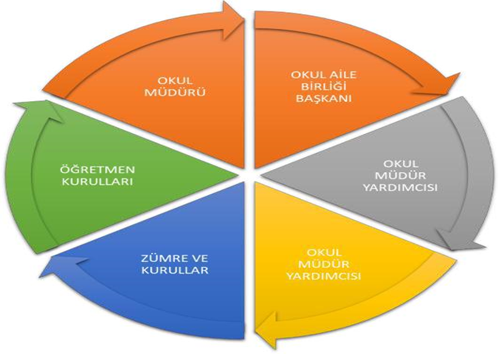 OKUL
MÜDÜRÜ
OKUL AİLE
BİRLİĞİ
BAŞKANI
OKUL
MÜDÜR
YARDIMCISI
OKUL
MÜDÜR
YARDIMCISI
ZÜMRE VE
KURULLAR
ÖĞRETMEN
KURULLARI